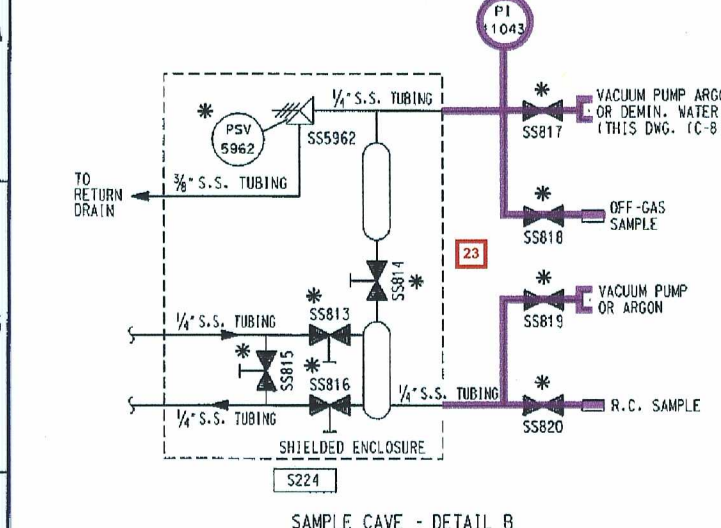 PI
11043
1/4" S.S. TUBING
*
VACUUM PUMP ARGO
OR DEMIN. WATER
(THIS DWG. (C-8
SS817
*
PSV
5962
SS5962
TO
RETURN
DRAIN
3/8" S.S. TUBING
*
OFF-GAS
SAMPLE
SS818
23
SS814
*
*
VACUUM PUMP
OR ARGON
SS819
*
SS813
1/4" S.S. TUBING
*
SS815
*
SS816
1/4" S.S. TUBING
1/4" S.S. TUBING
*
R.C. SAMPLE
SS820
SHIELDED ENCLOSURE
S224
SAMPLE CAVE - DETAIL B